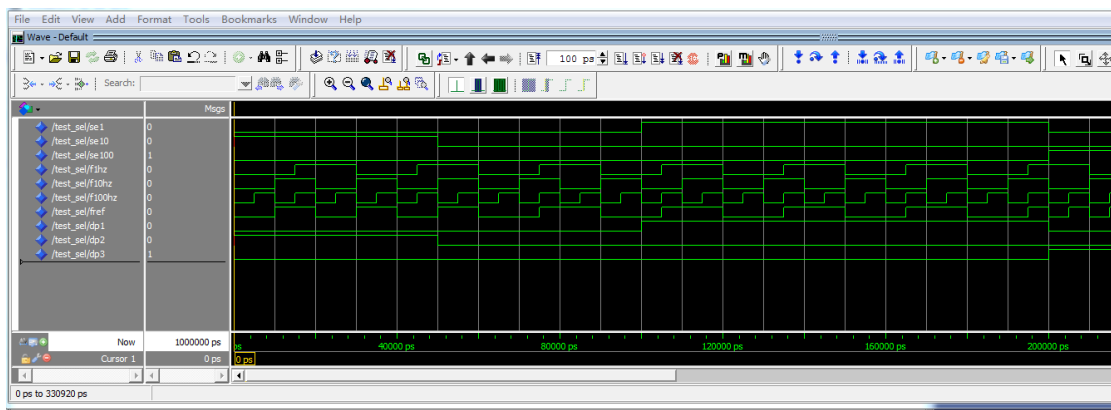 File Edit View Add Format Tools Bookmarks Window Help
Wave - Default
100 ps
Search:
Msgs
/test_sel/se1 0
/test_sel/se10 0
/test_sel/se100 1
/test_sel/f1hz 0
/test_sel/f10hz 0
/test_sel/f100hz 0
/test_sel/fref 0
/test_sel/dp1 0
/test_sel/dp2 0
/test_sel/dp3 1
Now 1000000 ps ps 40000 ps 80000 ps 120000 ps 160000 ps 200000 ps
Cursor 1 0 ps 0 ps
0 ps to 330920 ps